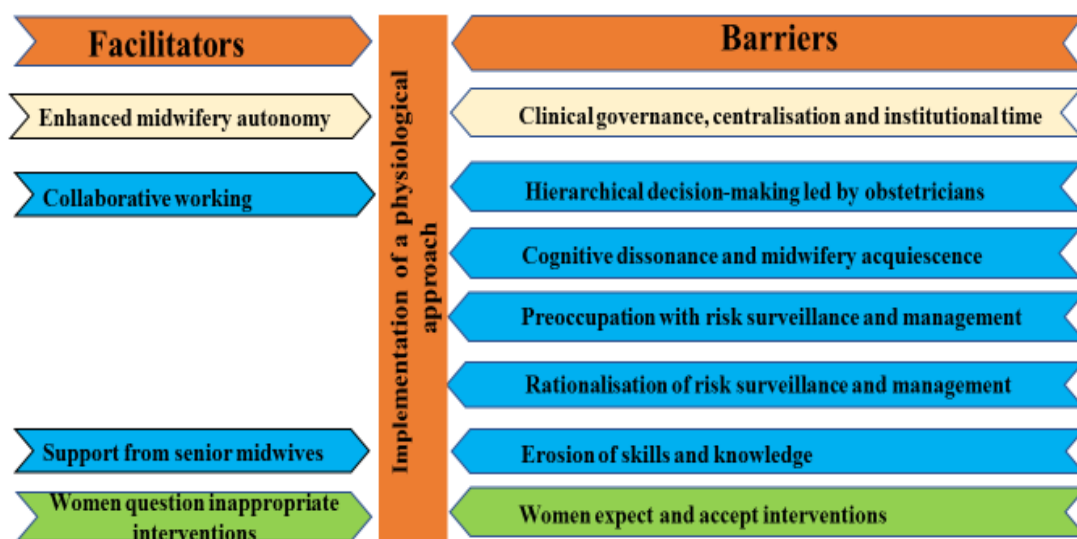 Facilitators
Barriers
Implementation of a physiological
approach
Enhanced midwifery autonomy
Clinical governance, centralisation and institutional time
Collaborative working
Hierarchical decision-making led by obstetricians
Cognitive dissonance and midwifery acquiescence
Preoccupation with risk surveillance and management
Rationalisation of risk surveillance and management
Support from senior midwives
Erosion of skills and knowledge
Women question inappropriate
interventions
Women expect and accept interventions